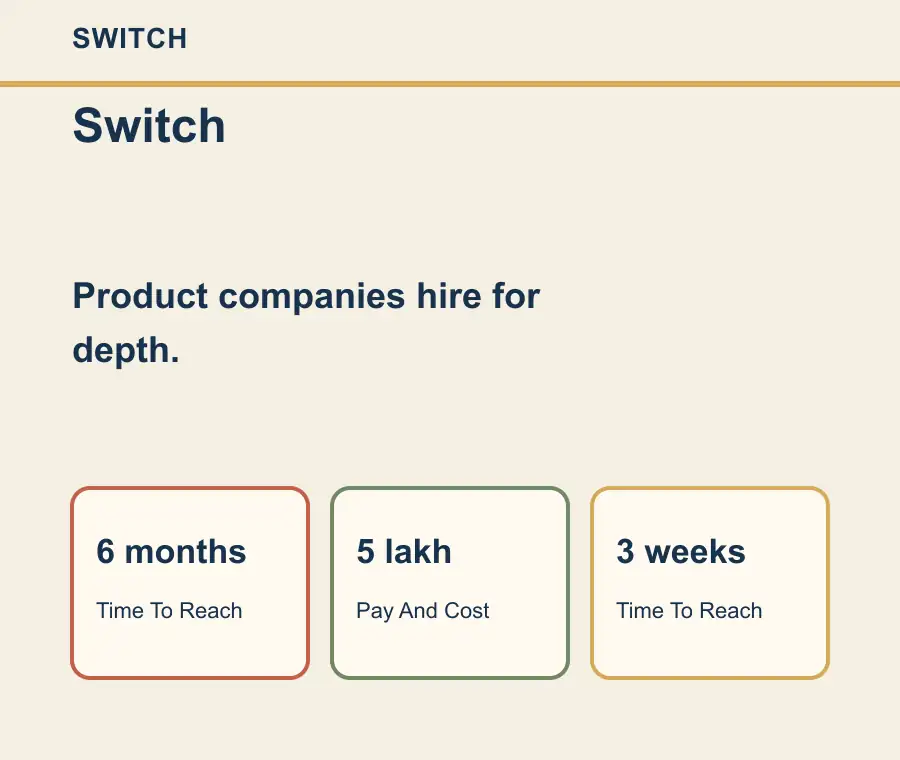 SWITCH
Switch
Product companies hire for
depth.
6 months
Time To Reach
5 lakh
Pay And Cost
3 weeks
Time To Reach